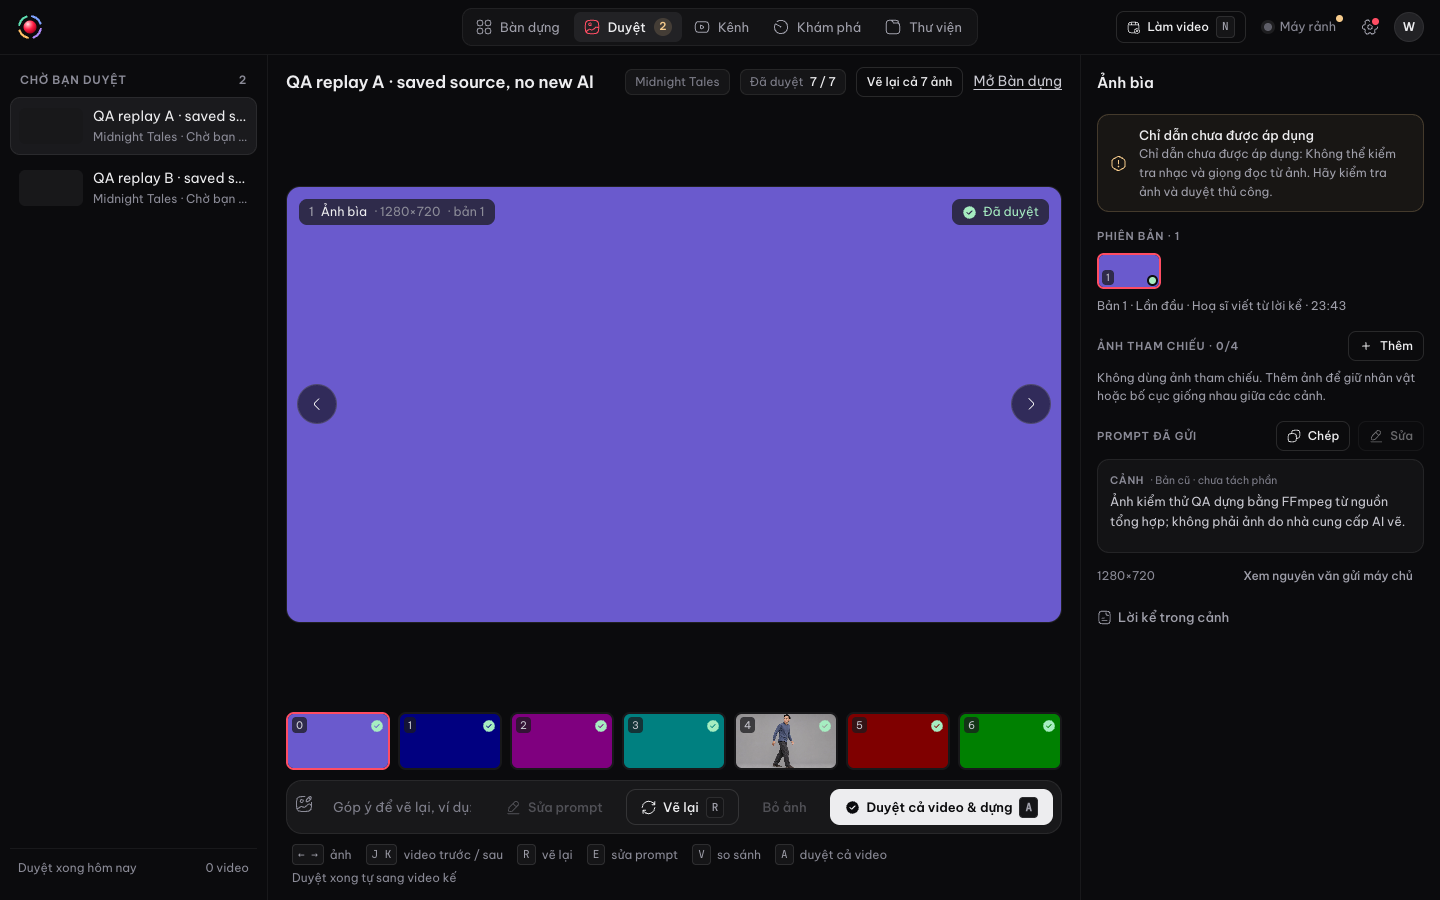 Bàn dựng
Duyệt 2
Kênh
Khám phá
Thư viện
Làm video N
Máy rảnh
W
CHỜ BẠN DUYỆT 2
QA replay A · saved s...
Midnight Tales · Chờ bạn ...
QA replay B · saved s...
Midnight Tales · Chờ bạn ...
Duyệt xong hôm nay 0 video
QA replay A · saved source, no new AI
Midnight Tales
Đã duyệt 7 / 7
Vẽ lại cả 7 ảnh
Mở Bàn dựng
1 Ảnh bìa · 1280×720 · bản 1
Đã duyệt
0
1
2
3
4
5
6
Góp ý để vẽ lại, ví dụ:
Sửa prompt
Vẽ lại R
Bỏ ảnh
Duyệt cả video & dựng A
← → ảnh
J K video trước / sau
R vẽ lại
E sửa prompt
V so sánh
A duyệt cả video
Duyệt xong tự sang video kế
Ảnh bìa
Chỉ dẫn chưa được áp dụng
Chỉ dẫn chưa được áp dụng: Không thể kiểm
tra nhạc và giọng đọc từ ảnh. Hãy kiểm tra
ảnh và duyệt thủ công.
PHIÊN BẢN · 1
1
Bản 1 · Lần đầu · Hoạ sĩ viết từ lời kể · 23:43
ẢNH THAM CHIẾU · 0/4
Thêm
Không dùng ảnh tham chiếu. Thêm ảnh để giữ nhân vật
hoặc bố cục giống nhau giữa các cảnh.
PROMPT ĐÃ GỬI
Chép
Sửa
CẢNH · Bản cũ · chưa tách phần
Ảnh kiểm thử QA dựng bằng FFmpeg từ nguồn
tổng hợp; không phải ảnh do nhà cung cấp AI vẽ.
1280×720
Xem nguyên văn gửi máy chủ
Lời kể trong cảnh